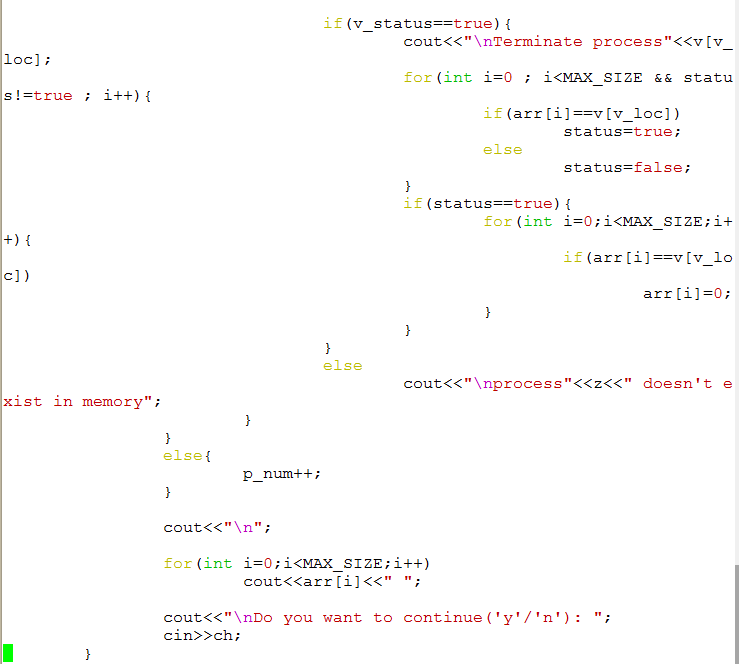 if(v_status==true){
cout<<"\nTerminate process"<<v[v_
loc];
for(int i=0 ; i<MAX_SIZE && statu
s!=true ; i++){
if(arr[i]==v[v_loc])
status=true;
else
status=false;
}
if(status==true){
for(int i=0;i<MAX_SIZE;i+
+){
if(arr[i]==v[v_lo
c])
arr[i]=0;
}
}
}
else
cout<<"\nprocess"<<z<<" doesn't e
xist in memory";
}
}
else{
p_num++;
}
cout<<"\n";
for(int i=0;i<MAX_SIZE;i++)
cout<<arr[i]<<" ";
cout<<"\nDo you want to continue('y'/'n'): ";
cin>>ch;
}